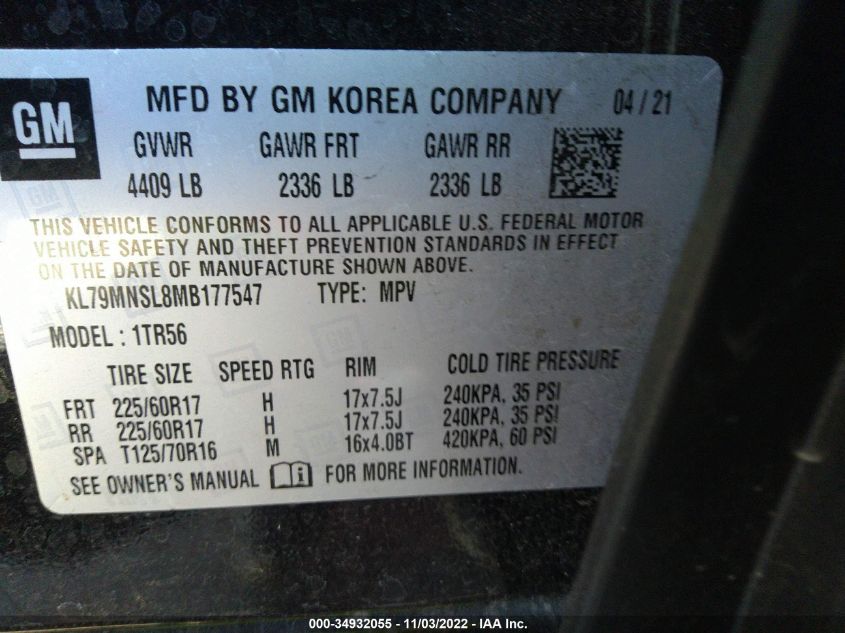 GM
MFD BY GM KOREA COMPANY 04 / 21
GVWR GAWR FRT GAWR RR
4409 LB 2336 LB 2336 LB
THIS VEHICLE CONFORMS TO ALL APPLICABLE U.S. FEDERAL MOTOR
VEHICLE SAFETY AND THEFT PREVENTION STANDARDS IN EFFECT
ON THE DATE OF MANUFACTURE SHOWN ABOVE.
KL79MNSL8MB177547 TYPE: MPV
MODEL : 1TR56
TIRE SIZE SPEED RTG RIM COLD TIRE PRESSURE
FRT 225/60R17 H 17x7.5J 240KPA, 35 PSI
RR 225/60R17 H 17x7.5J 240KPA, 35 PSI
SPA T125/70R16 M 16x4.0BT 420KPA, 60 PSI
SEE OWNER'S MANUAL i FOR MORE INFORMATION.
000-34932055 - 11/03/2022 - IAA Inc.